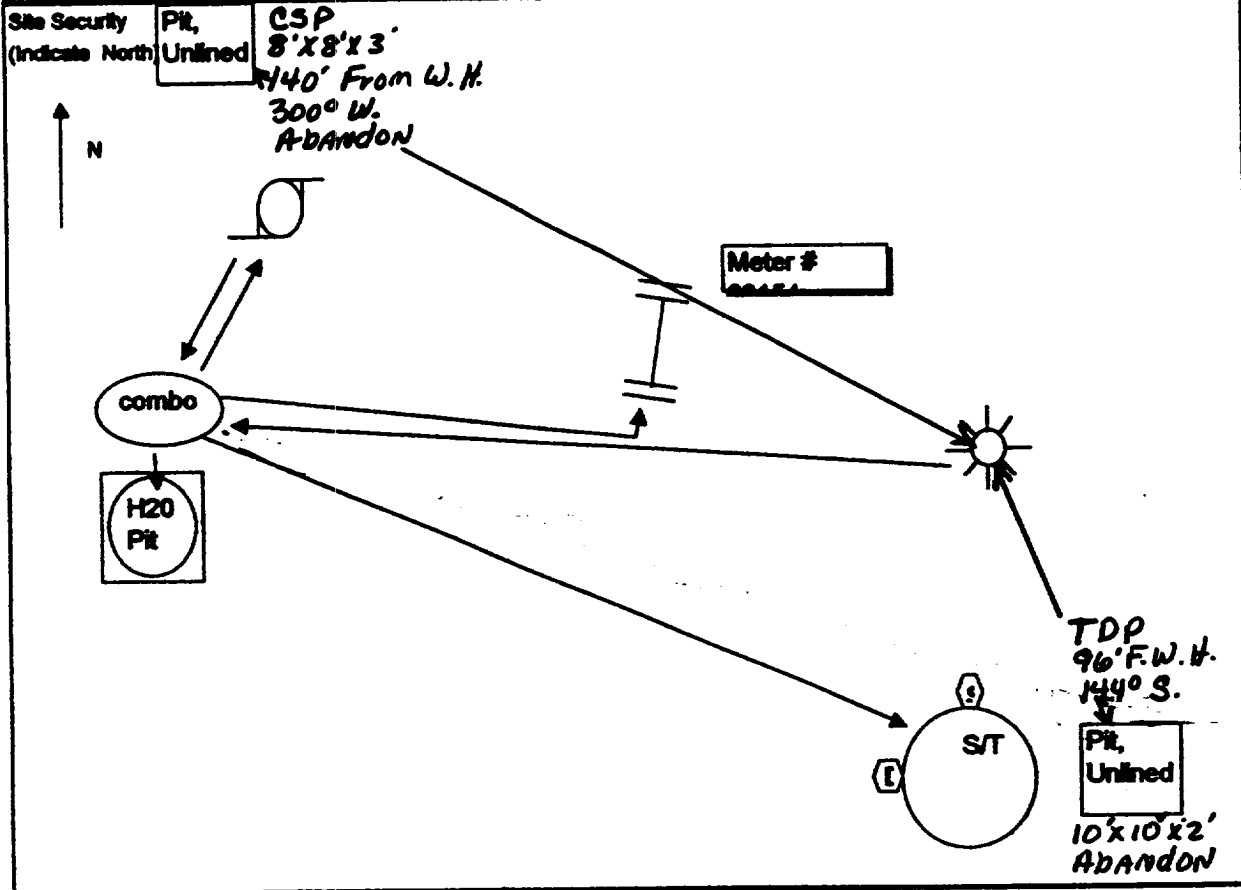 Site Security
(Indicate North)
Pit,
Unlined
CSP
8'X8'X3'
140' From W.H.
300° W.
AbANdoN
N
Meter #
combo
H20
Pit
TDP
96' F.W.H.
144° S.
S/T
Pit,
Unlined
10'x10'x2'
AbANdoN